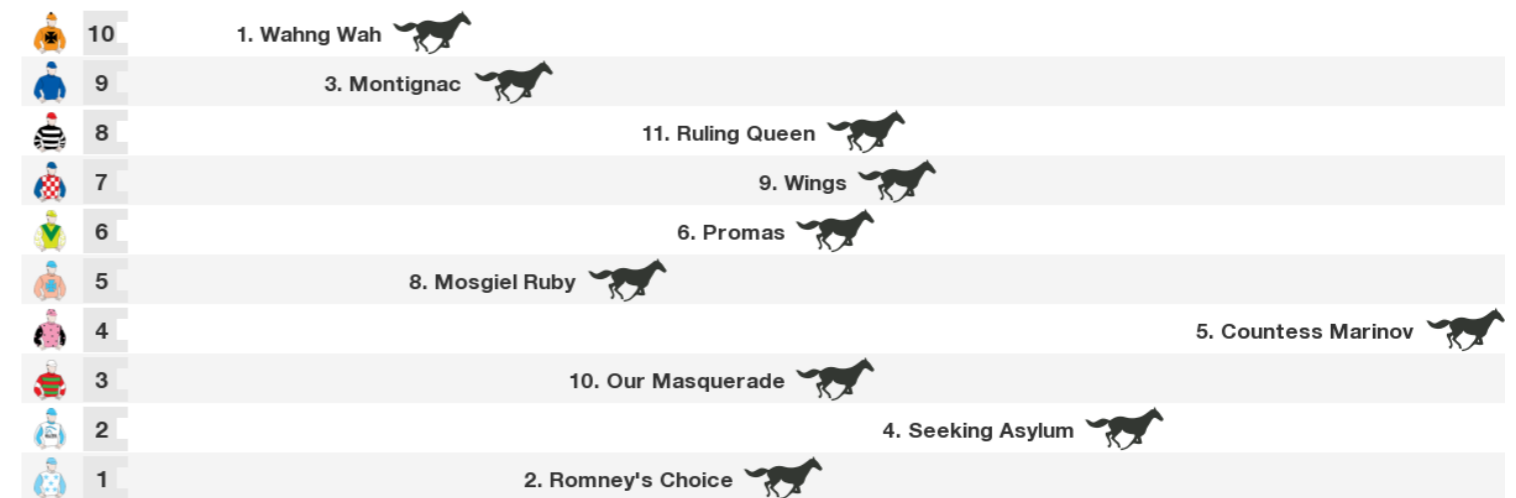 10 1. Wahng Wah
9 3. Montignac
8 11. Ruling Queen
7 9. Wings
6 6. Promas
5 8. Mosgiel Ruby
4 5. Countess Marinov
3 10. Our Masquerade
2 4. Seeking Asylum
1 2. Romney's Choice